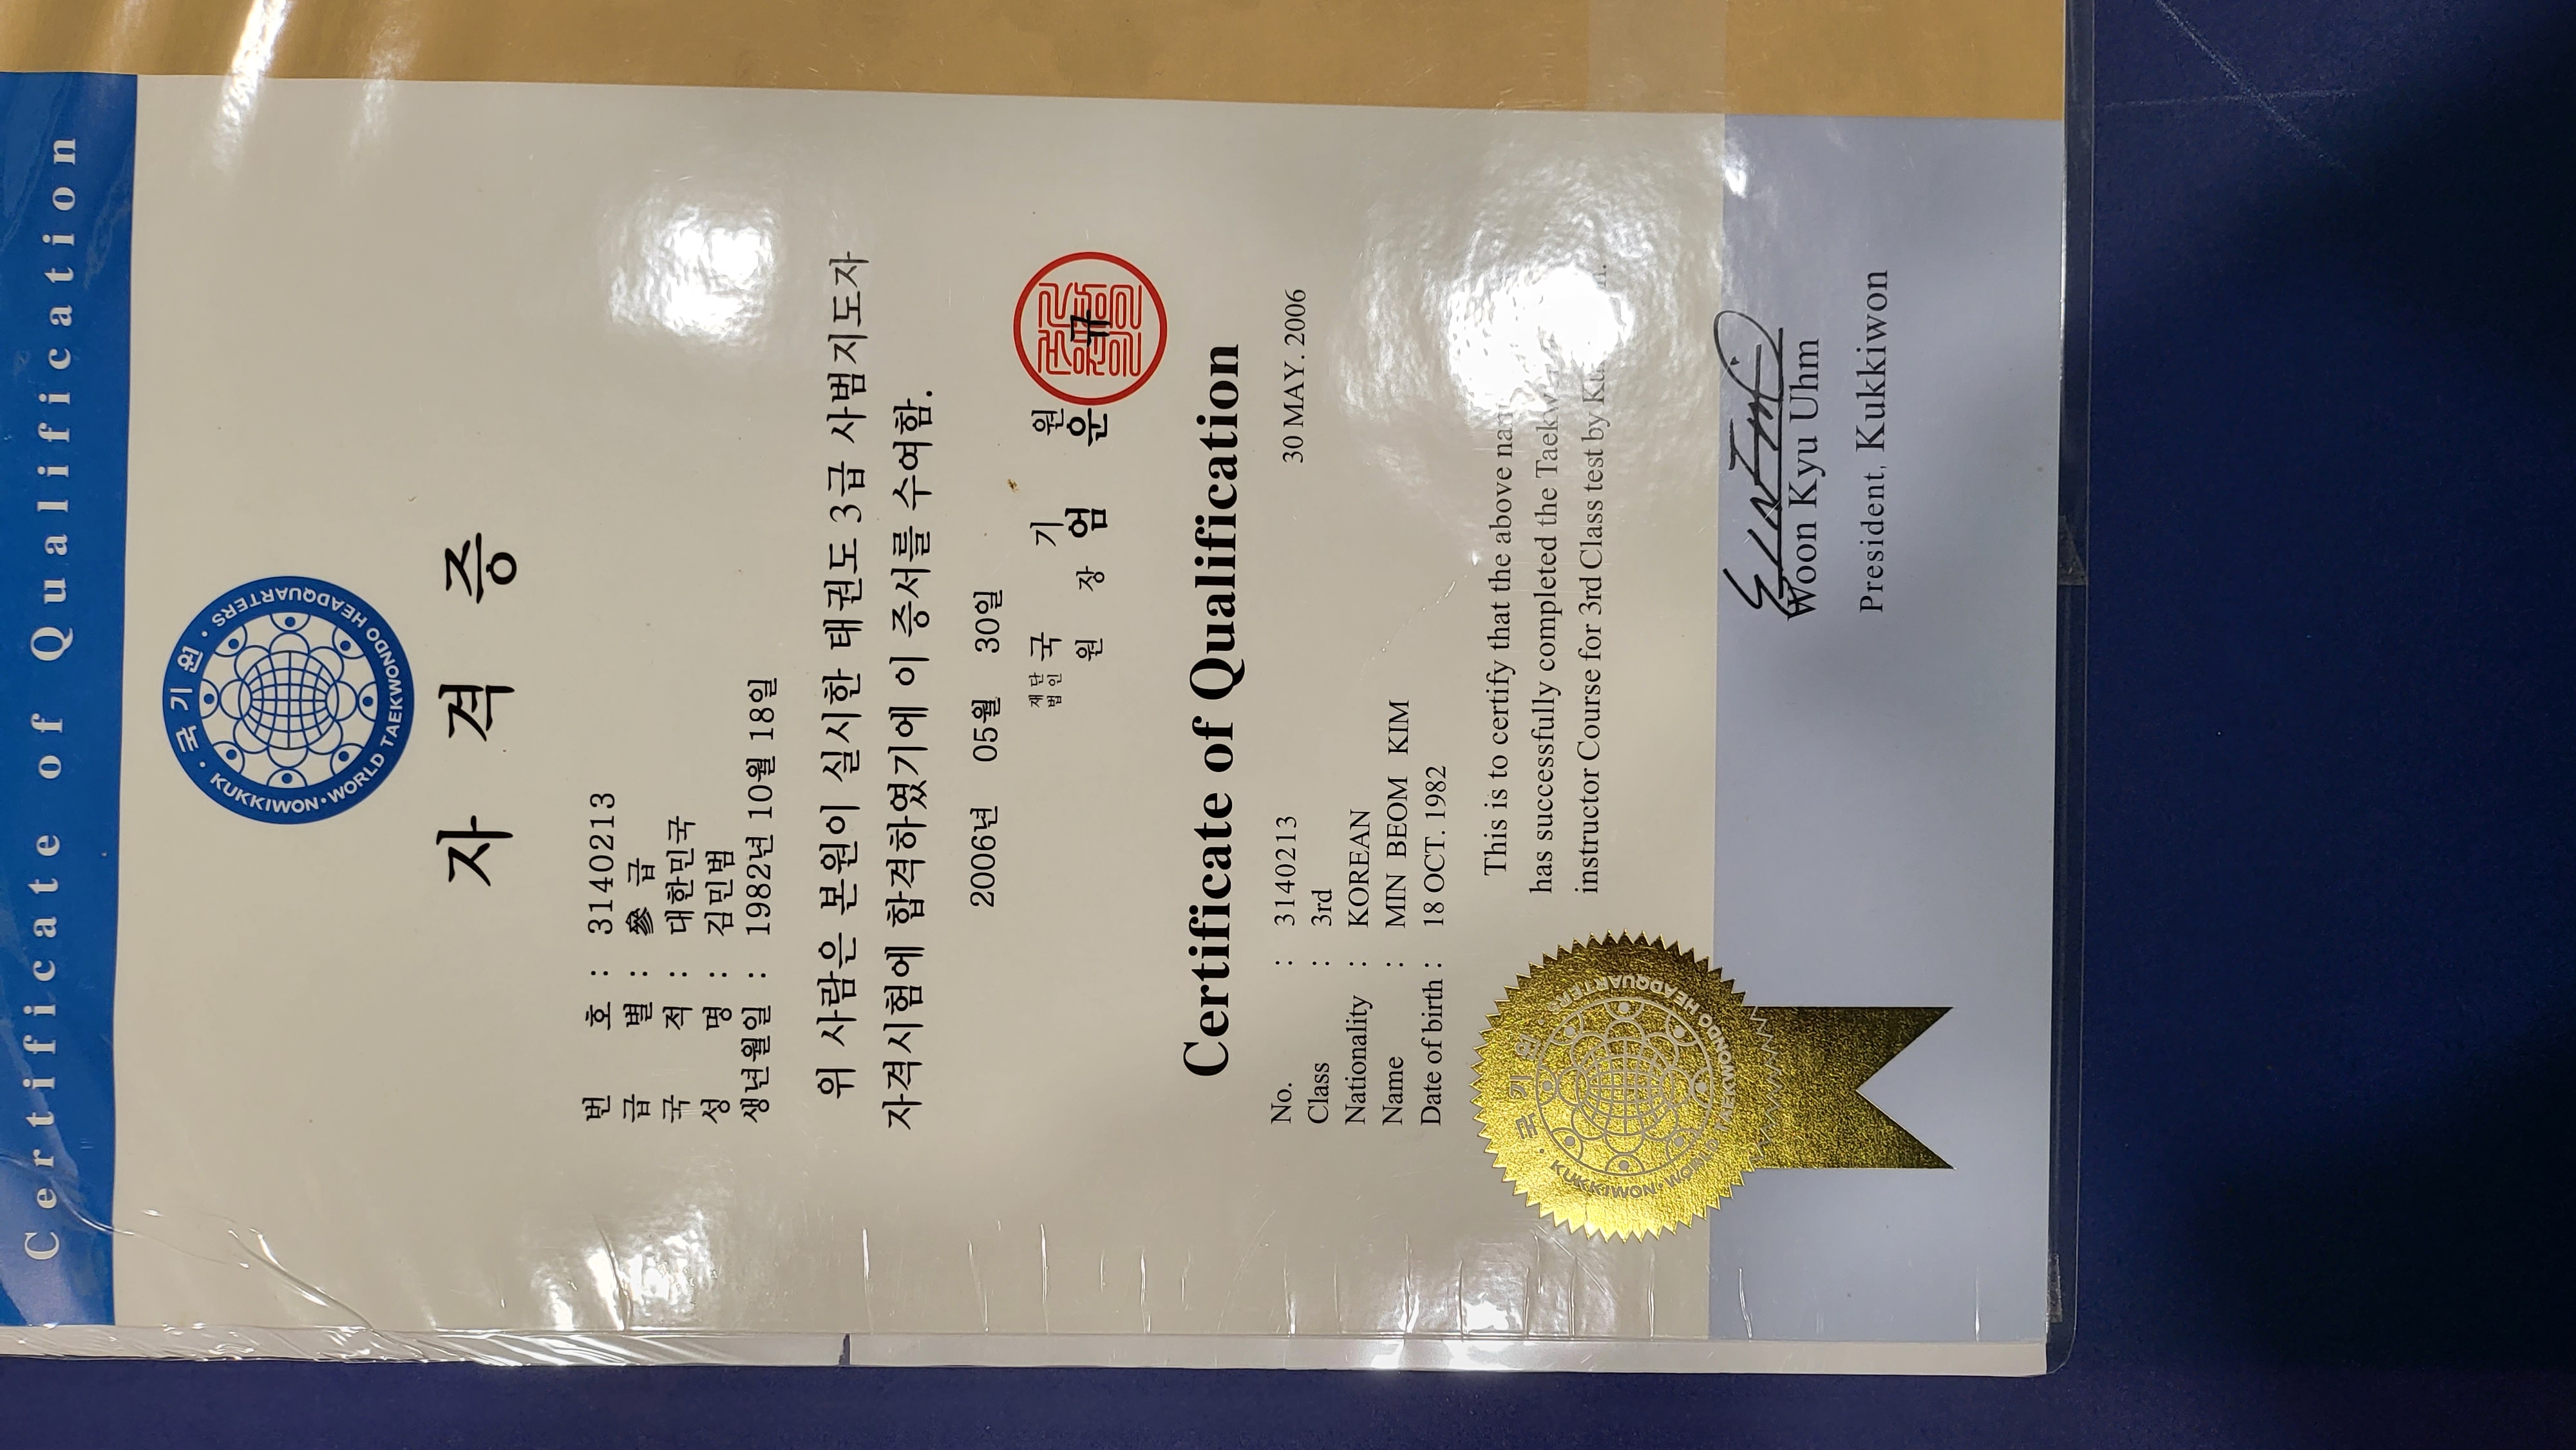 Certificate of Qualification
· 국 기 원 ·
KUKKIWON · WORLD TAEKWONDO HEADQUARTERS
자 격 증
번 호 : 3140213
급 별 : 參 급
국 적 : 대한민국
성 명 : 김민범
생년월일 : 1982년 10월 18일
위 사람은 본원이 실시한 태권도 3급 사범지도자
자격시험에 합격하였기에 이 증서를 수여함.
2006년 05월 30일
재단법인 국 기 원
원 장 엄 운 규
Certificate of Qualification
No. : 3140213 30 MAY. 2006
Class : 3rd
Nationality : KOREAN
Name : MIN BEOM KIM
Date of birth : 18 OCT. 1982
This is to certify that the above
has successfully completed the
instructor Course for 3rd Class test by
· 국 기 원 ·
KUKKIWON · WORLD TAEKWONDO HEADQUARTERS
Woon Kyu Uhm
President, Kukkiwon